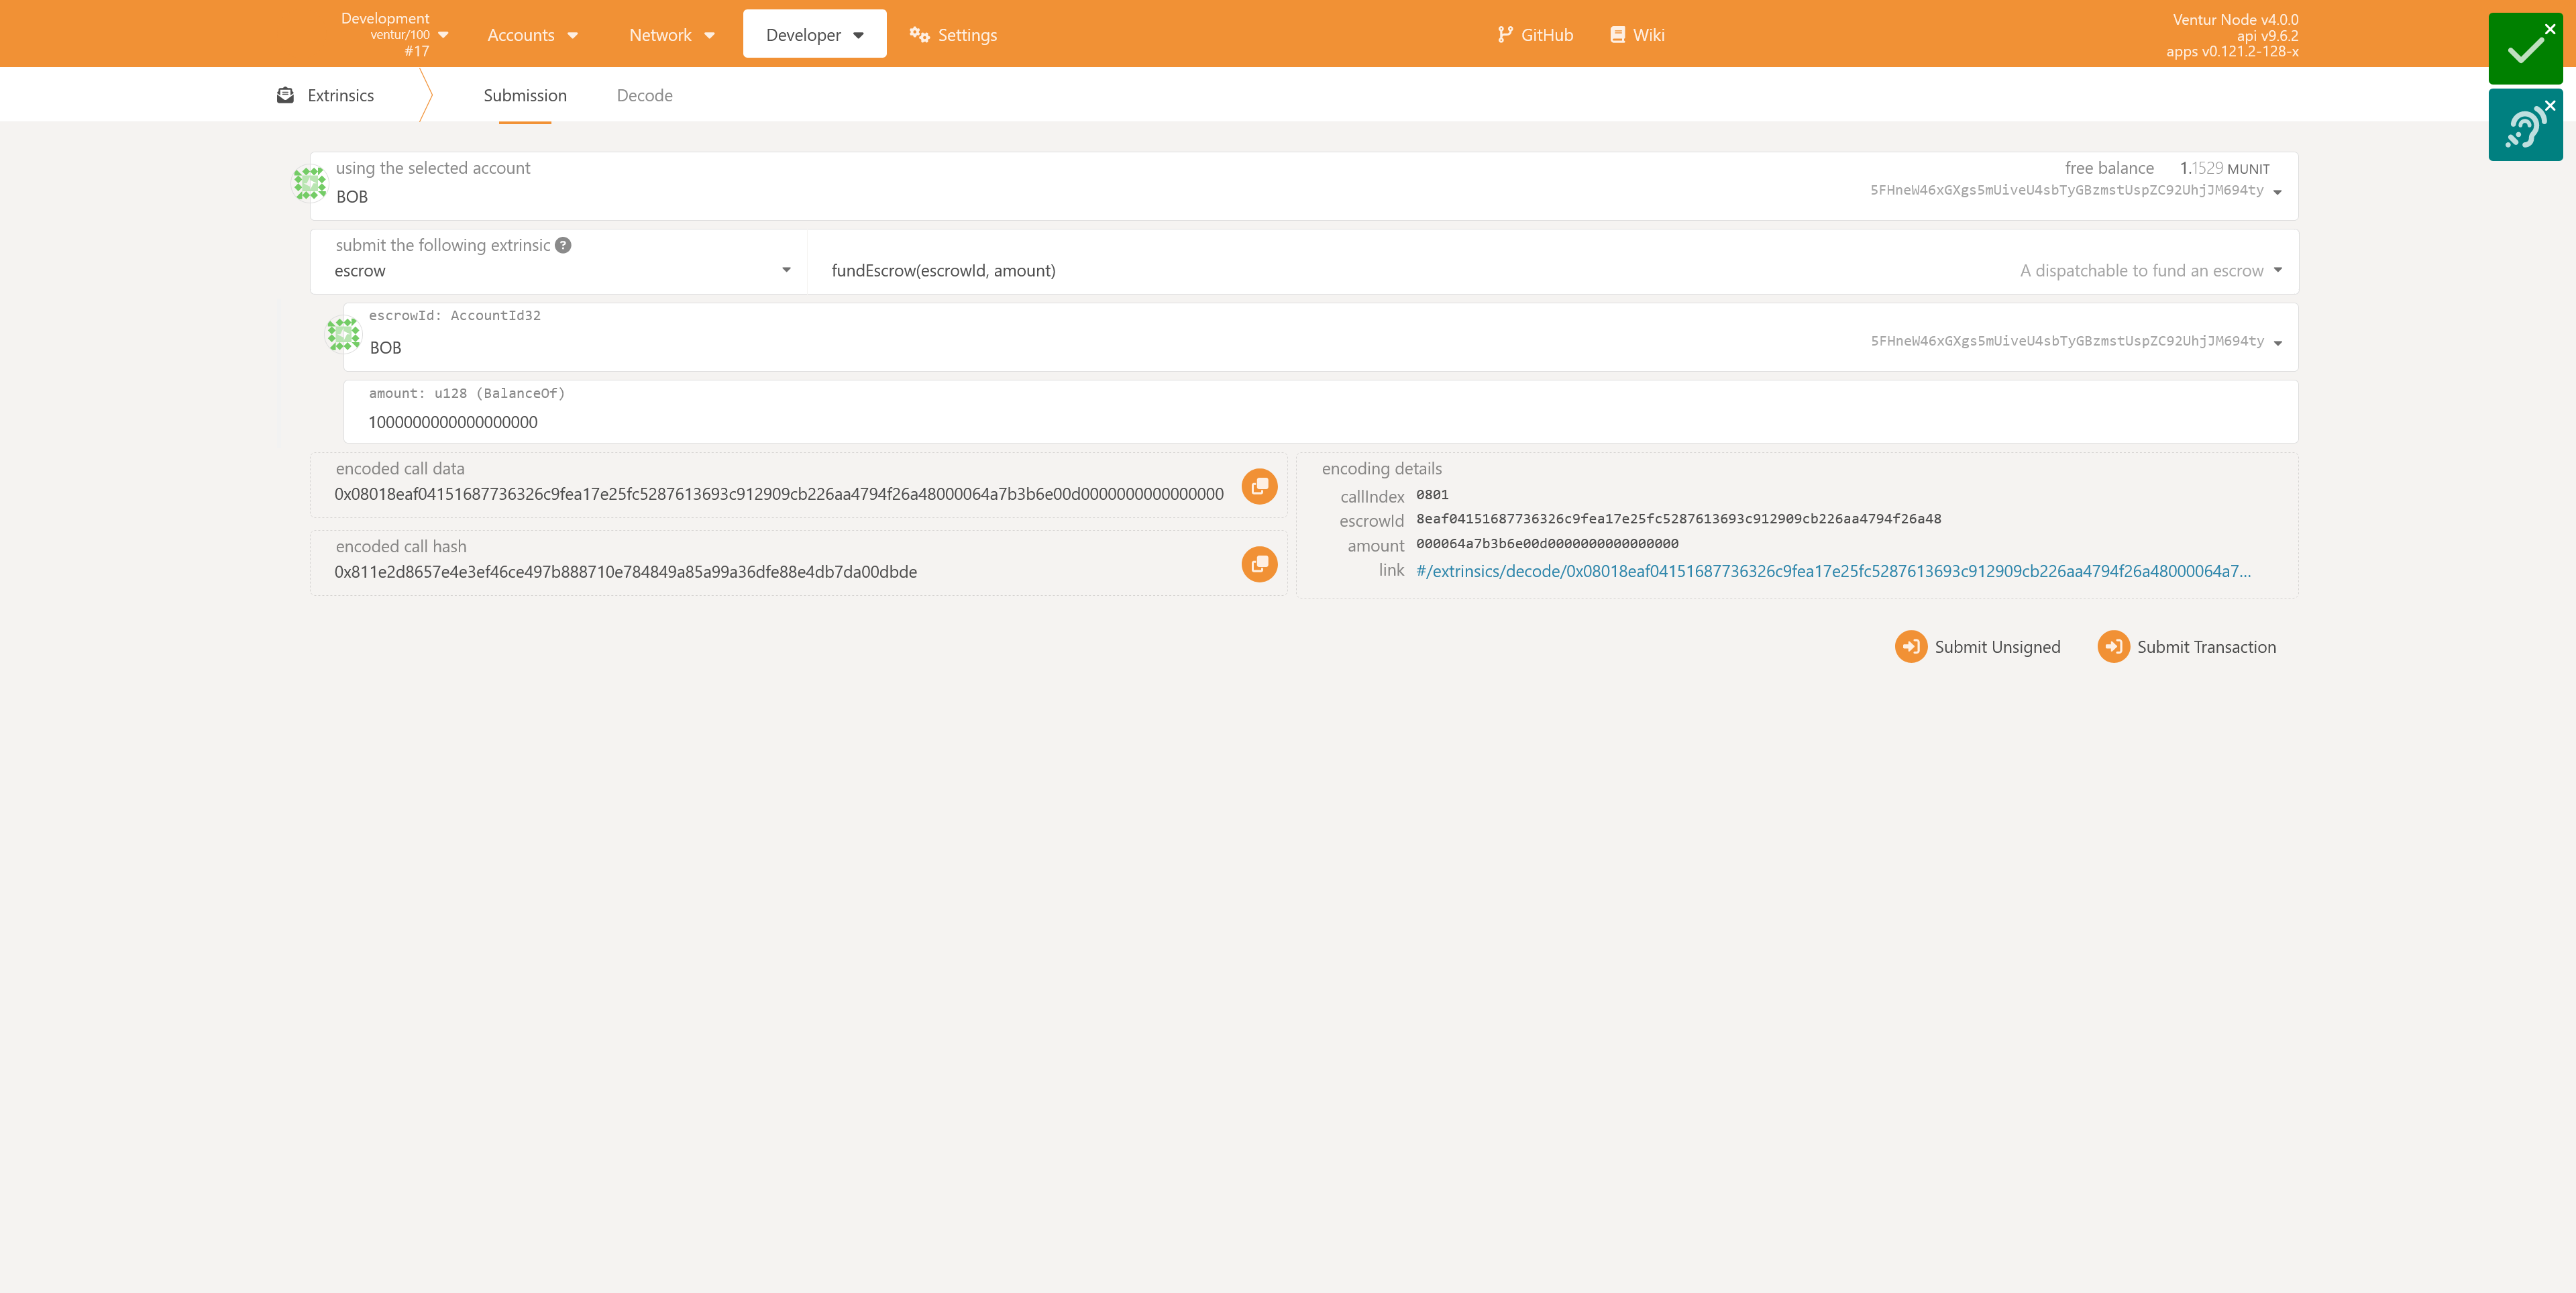 Development
ventur/100
#17
Accounts
Network
Developer
Settings
GitHub
Wiki
Ventur Node v4.0.0
api v9.6.2
apps v0.121.2-128-x
Extrinsics
Submission
Decode
using the selected account
BOB
free balance 1.1529 MUNIT
5FHneW46xGXgs5mUiveU4sbTyGBzmstUspZC92UhjJM694ty
submit the following extrinsic ?
escrow
fundEscrow(escrowId, amount)
A dispatchable to fund an escrow
escrowId: AccountId32
BOB
5FHneW46xGXgs5mUiveU4sbTyGBzmstUspZC92UhjJM694ty
amount: u128 (BalanceOf)
1000000000000000000
encoded call data
0x08018eaf04151687736326c9fea17e25fc5287613693c912909cb226aa4794f26a48000064a7b3b6e00d0000000000000000
encoded call hash
0x811e2d8657e4e3ef46ce497b888710e784849a85a99a36dfe88e4db7da00dbde
encoding details
callIndex 0801
escrowId 8eaf04151687736326c9fea17e25fc5287613693c912909cb226aa4794f26a48
amount 000064a7b3b6e00d0000000000000000
link #/extrinsics/decode/0x08018eaf04151687736326c9fea17e25fc5287613693c912909cb226aa4794f26a48000064a7...
Submit Unsigned
Submit Transaction